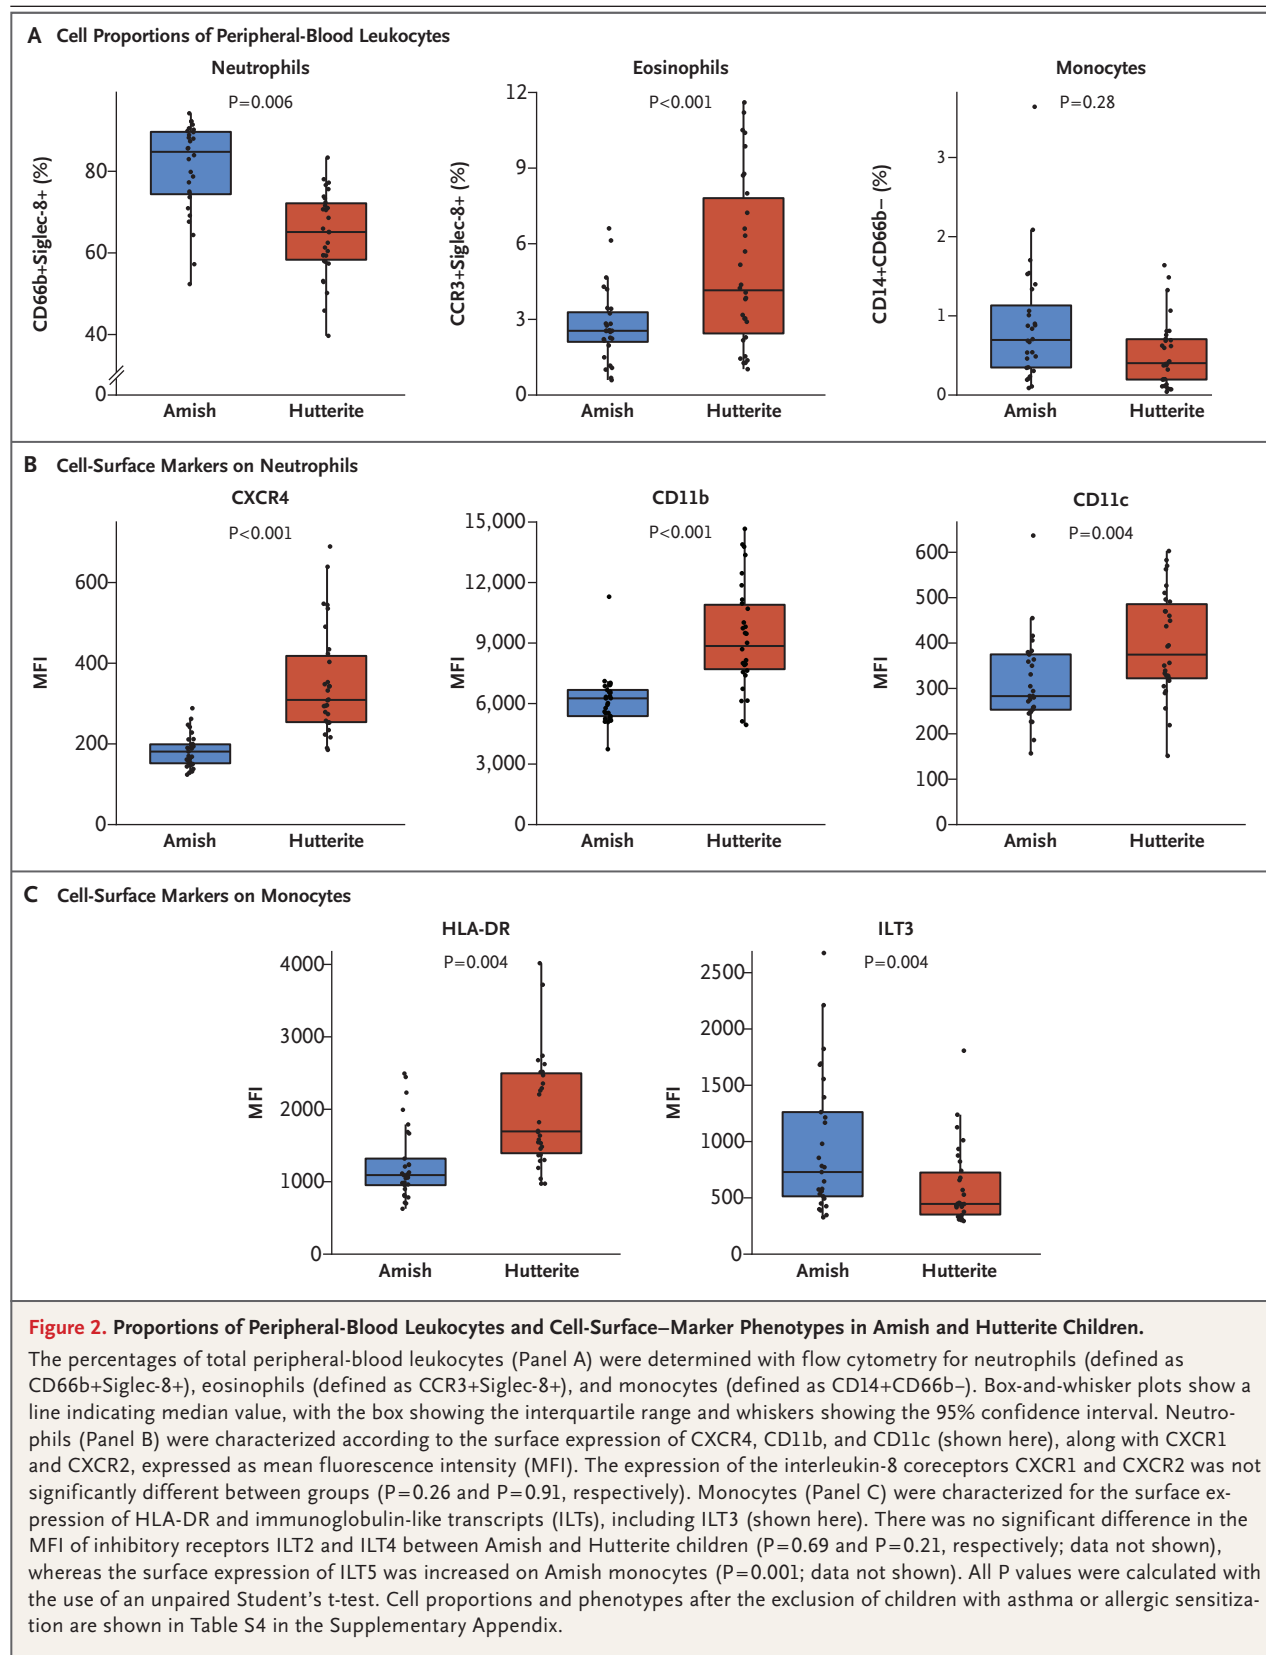 A Cell Proportions of Peripheral-Blood Leukocytes
Neutrophils
P=0.006
CD66b+Siglec-8+ (%)
80
60
40
0
Amish
Hutterite
Eosinophils
P<0.001
CCR3+Siglec-8+ (%)
12
9
6
3
0
Amish
Hutterite
Monocytes
P=0.28
CD14+CD66b− (%)
3
2
1
0
Amish
Hutterite
B Cell-Surface Markers on Neutrophils
CXCR4
P<0.001
MFI
600
400
200
0
Amish
Hutterite
CD11b
P<0.001
MFI
15,000
12,000
9,000
6,000
3,000
0
Amish
Hutterite
CD11c
P=0.004
MFI
600
500
400
300
200
100
0
Amish
Hutterite
C Cell-Surface Markers on Monocytes
HLA-DR
P=0.004
MFI
4000
3000
2000
1000
0
Amish
Hutterite
ILT3
P=0.004
MFI
2500
2000
1500
1000
500
0
Amish
Hutterite
Figure 2. Proportions of Peripheral-Blood Leukocytes and Cell-Surface–Marker Phenotypes in Amish and Hutterite Children.
The percentages of total peripheral-blood leukocytes (Panel A) were determined with flow cytometry for neutrophils (defined as
CD66b+Siglec-8+), eosinophils (defined as CCR3+Siglec-8+), and monocytes (defined as CD14+CD66b–). Box-and-whisker plots show a
line indicating median value, with the box showing the interquartile range and whiskers showing the 95% confidence interval. Neutro-
phils (Panel B) were characterized according to the surface expression of CXCR4, CD11b, and CD11c (shown here), along with CXCR1
and CXCR2, expressed as mean fluorescence intensity (MFI). The expression of the interleukin-8 coreceptors CXCR1 and CXCR2 was not
significantly different between groups (P=0.26 and P=0.91, respectively). Monocytes (Panel C) were characterized for the surface ex-
pression of HLA-DR and immunoglobulin-like transcripts (ILTs), including ILT3 (shown here). There was no significant difference in the
MFI of inhibitory receptors ILT2 and ILT4 between Amish and Hutterite children (P=0.69 and P=0.21, respectively; data not shown),
whereas the surface expression of ILT5 was increased on Amish monocytes (P=0.001; data not shown). All P values were calculated with
the use of an unpaired Student’s t-test. Cell proportions and phenotypes after the exclusion of children with asthma or allergic sensitiza-
tion are shown in Table S4 in the Supplementary Appendix.